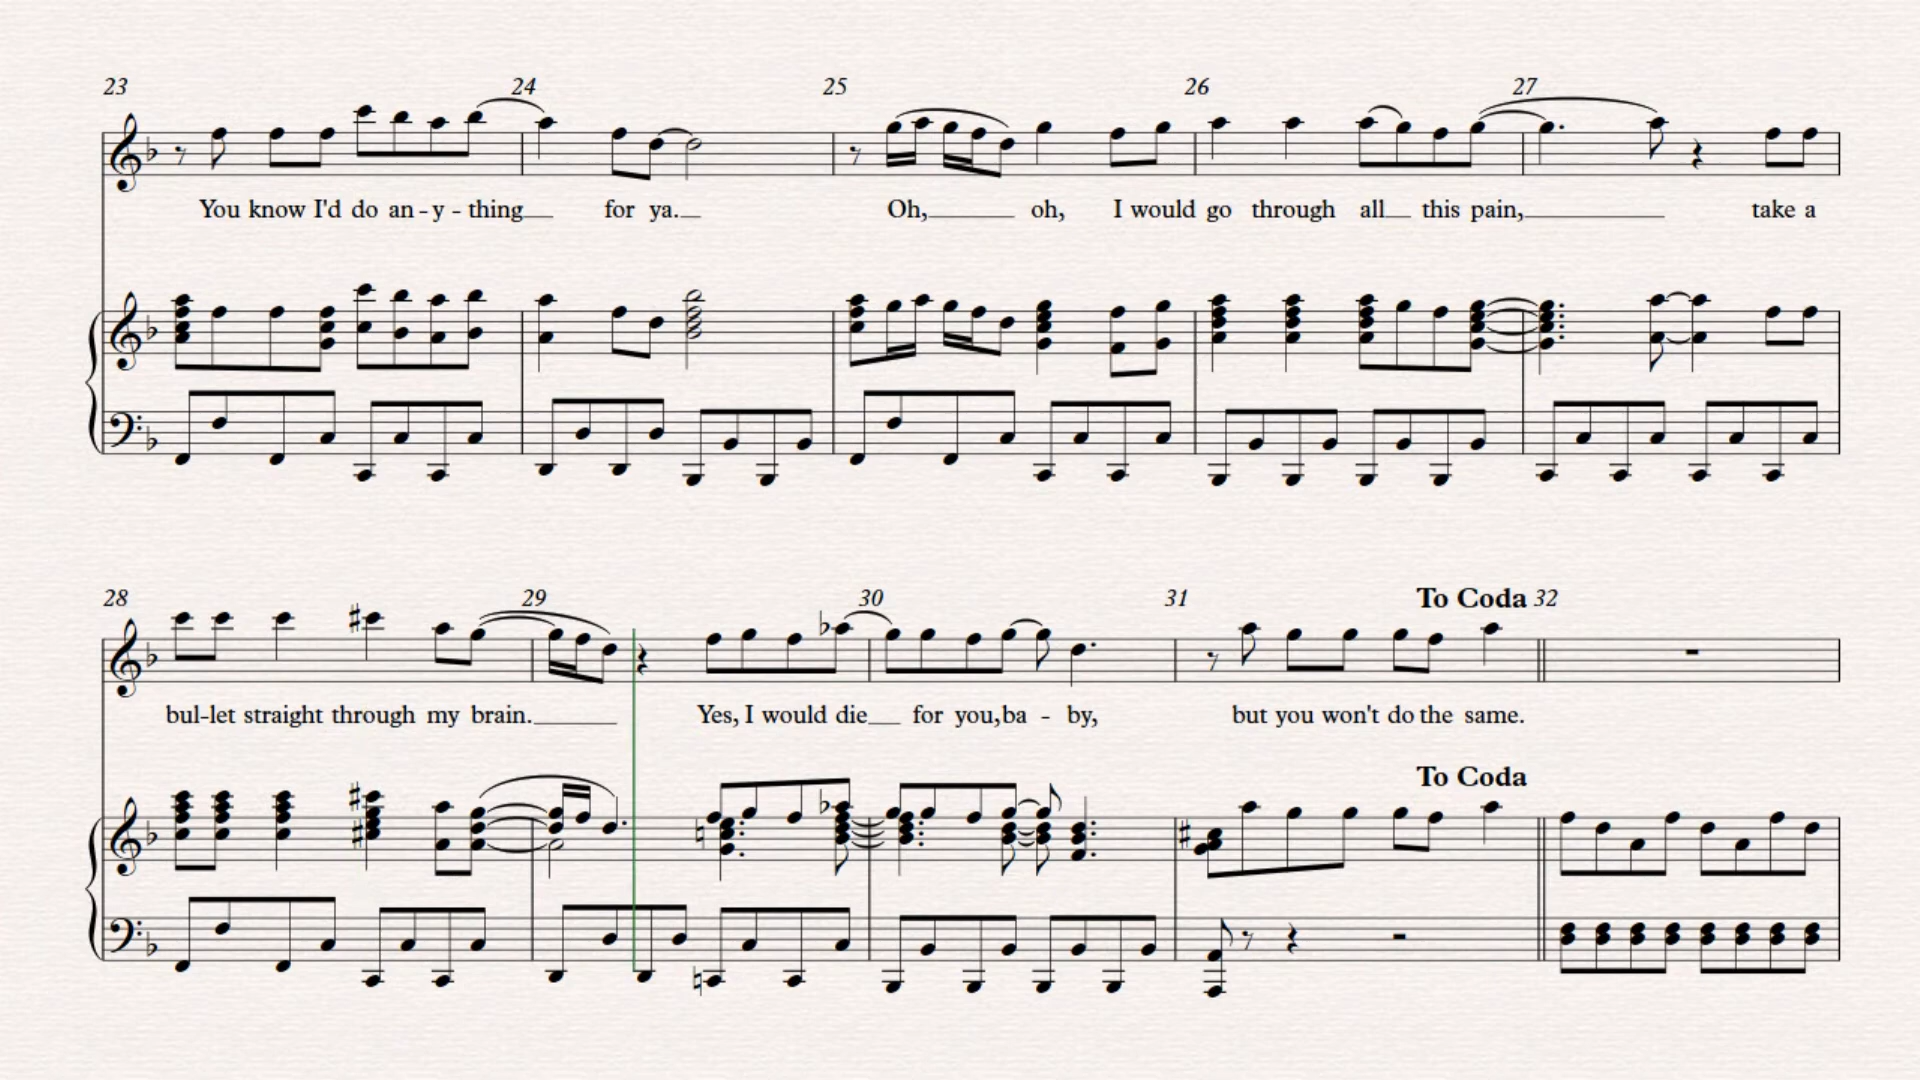 23 24 25 26 27
You know I'd do an - y - thing for ya. Oh, oh, I would go through all this pain, take a
28 29 30 31 To Coda 32
bul-let straight through my brain. Yes, I would die for you, ba - by, but you won't do the same.
To Coda